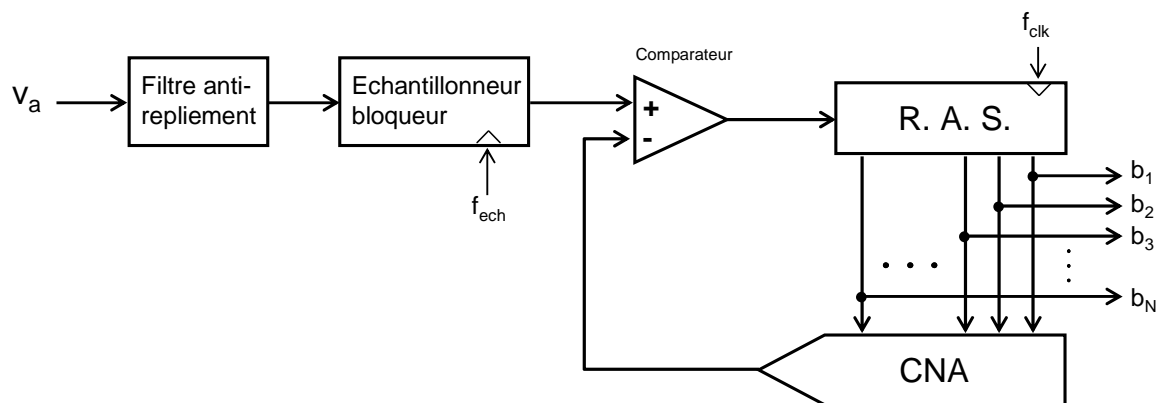 f_clk
Comparateur
v_a
Filtre anti-
repliement
Echantillonneur
bloqueur
+
-
R. A. S.
f_ech
b_1
b_2
b_3
. . .
b_N
CNA